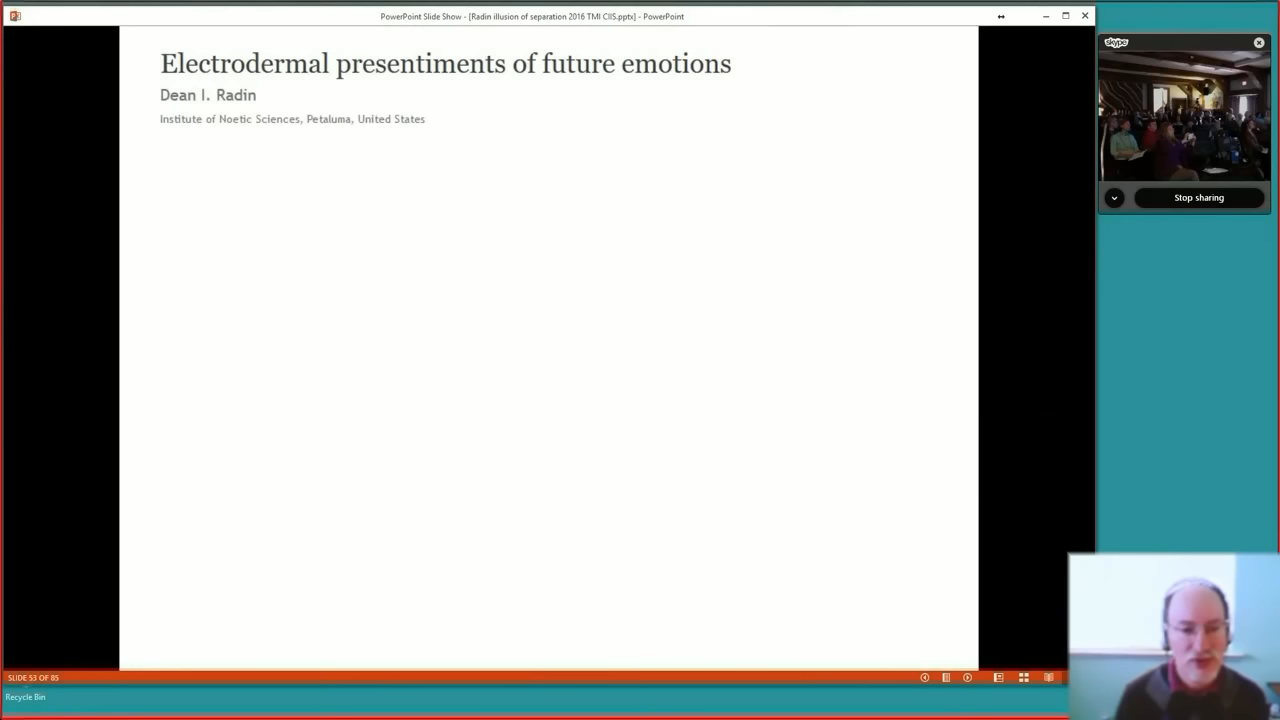 PowerPoint Slide Show - [Radin illusion of separation 2016 TMI CIIS.pptx] - PowerPoint
skype
Electrodermal presentiments of future emotions
Dean I. Radin
Institute of Noetic Sciences, Petaluma, United States
Stop sharing
SLIDE 53 OF 85
Recycle Bin